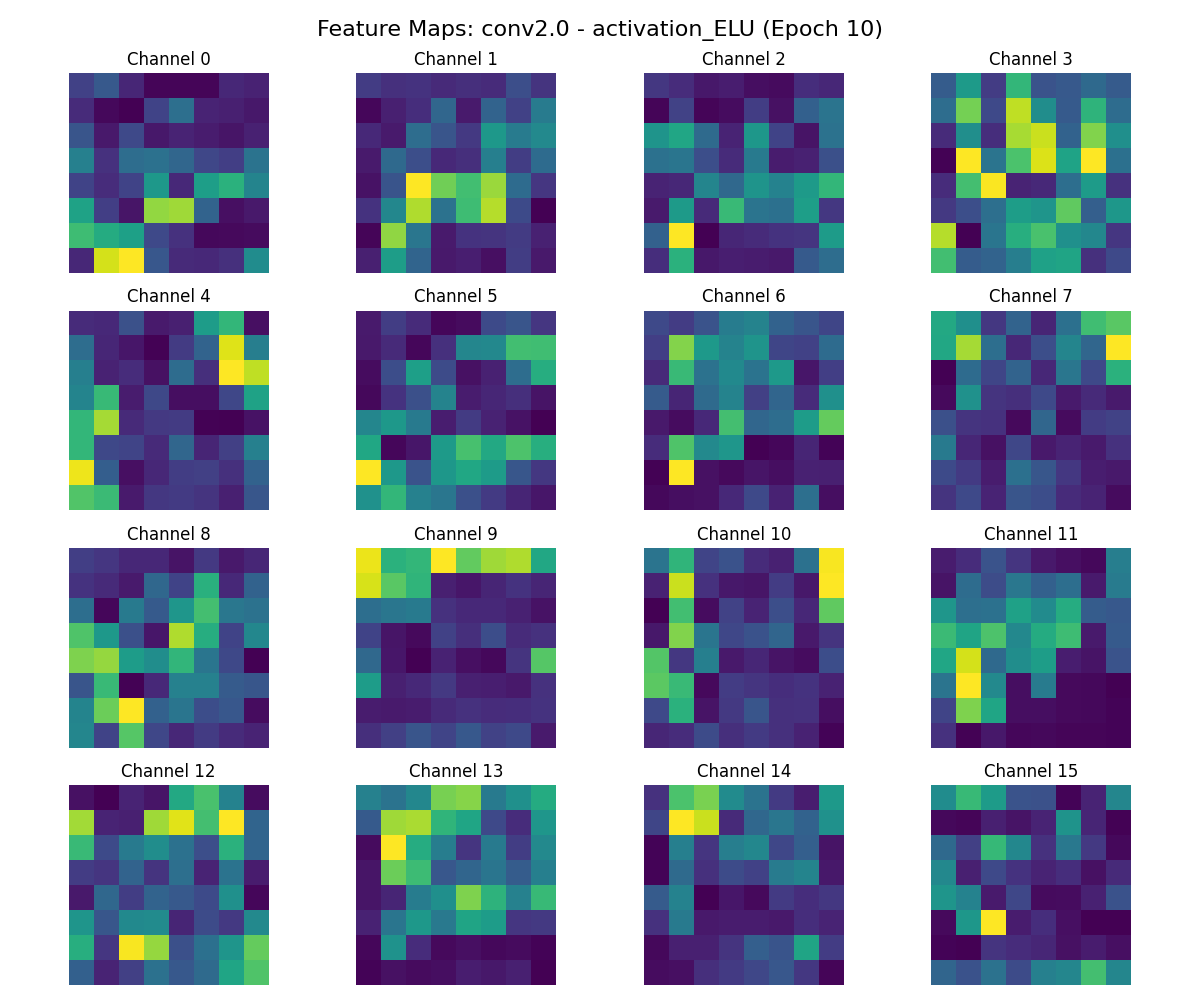 Feature Maps: conv2.0 - activation_ELU (Epoch 10)
Channel 0 Channel 1 Channel 2 Channel 3
Channel 4 Channel 5 Channel 6 Channel 7
Channel 8 Channel 9 Channel 10 Channel 11
Channel 12 Channel 13 Channel 14 Channel 15